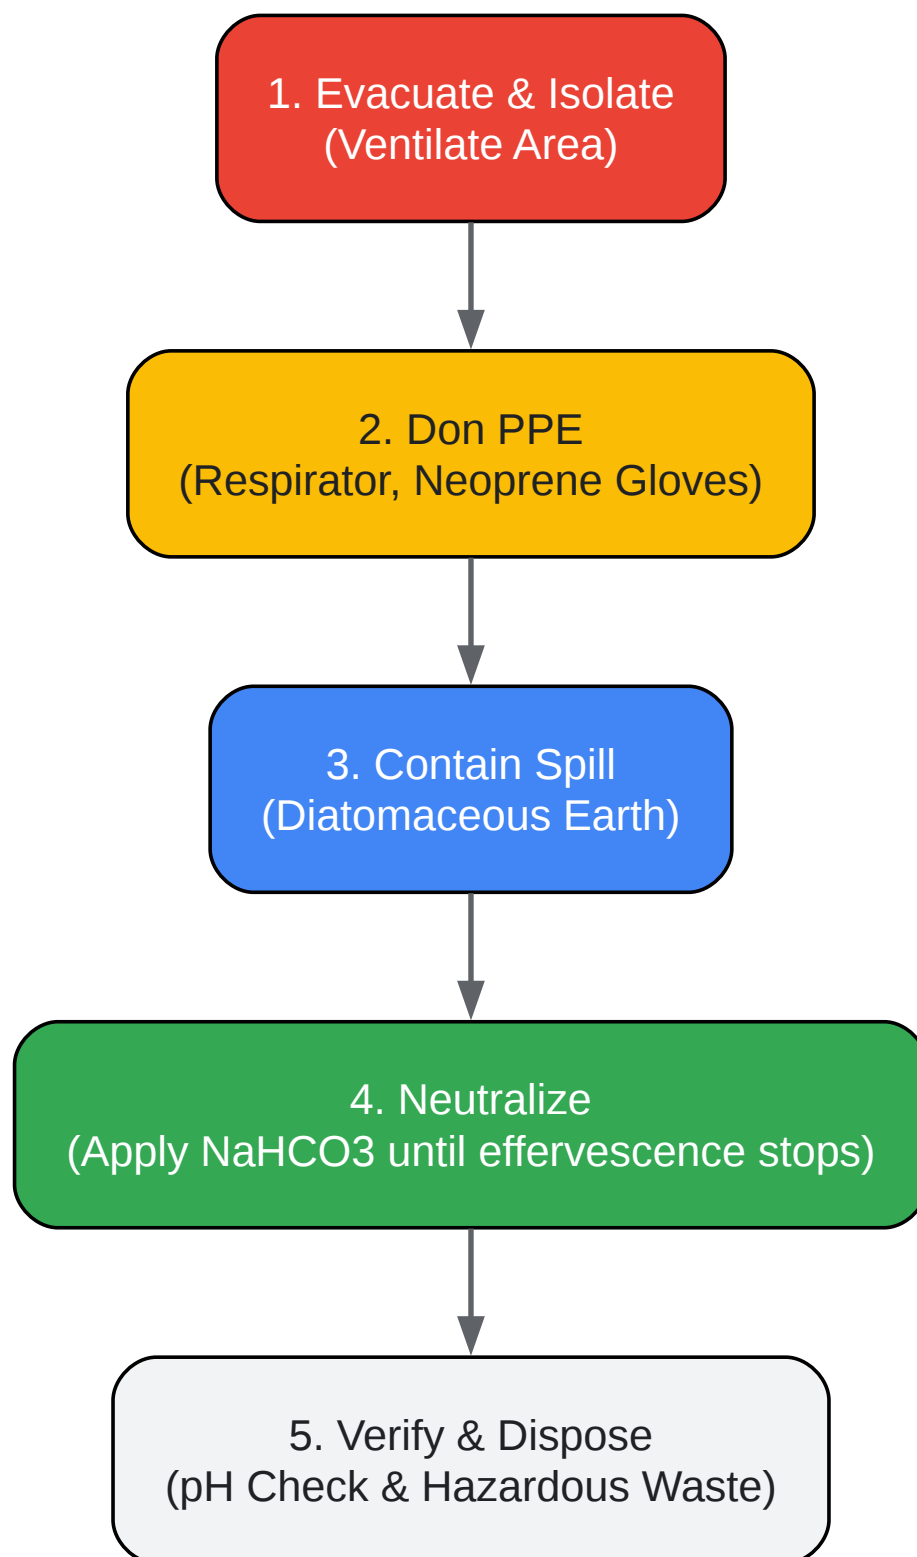 1. Evacuate & Isolate
(Ventilate Area)
2. Don PPE
(Respirator, Neoprene Gloves)
3. Contain Spill
(Diatomaceous Earth)
4. Neutralize
(Apply NaHCO3 until effervescence stops)
5. Verify & Dispose
(pH Check & Hazardous Waste)